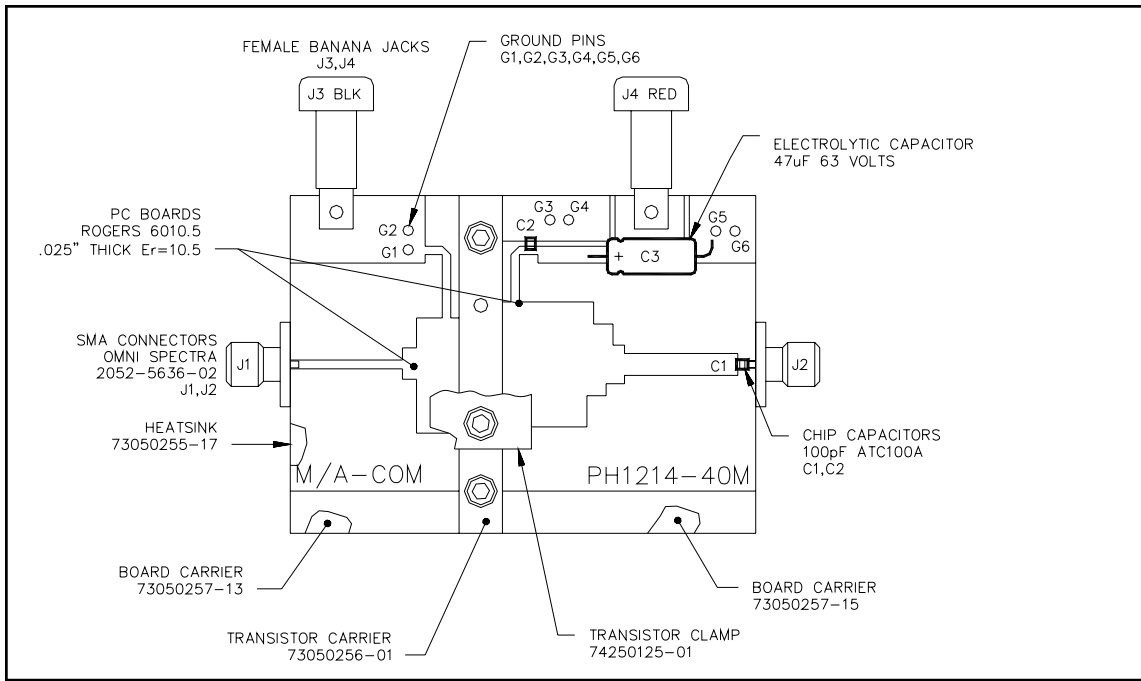 FEMALE BANANA JACKS
J3,J4
GROUND PINS
G1,G2,G3,G4,G5,G6
J3 BLK
J4 RED
ELECTROLYTIC CAPACITOR
47uF 63 VOLTS
PC BOARDS
ROGERS 6010.5
.025" THICK Er=10.5
G2
G1
G3
G4
C2
G5
G6
+
C3
SMA CONNECTORS
OMNI SPECTRA
2052-5636-02
J1,J2
J1
C1
J2
HEATSINK
73050255-17
CHIP CAPACITORS
100pF ATC100A
C1,C2
M/A-COM
PH1214-40M
BOARD CARRIER
73050257-13
BOARD CARRIER
73050257-15
TRANSISTOR CARRIER
73050256-01
TRANSISTOR CLAMP
74250125-01